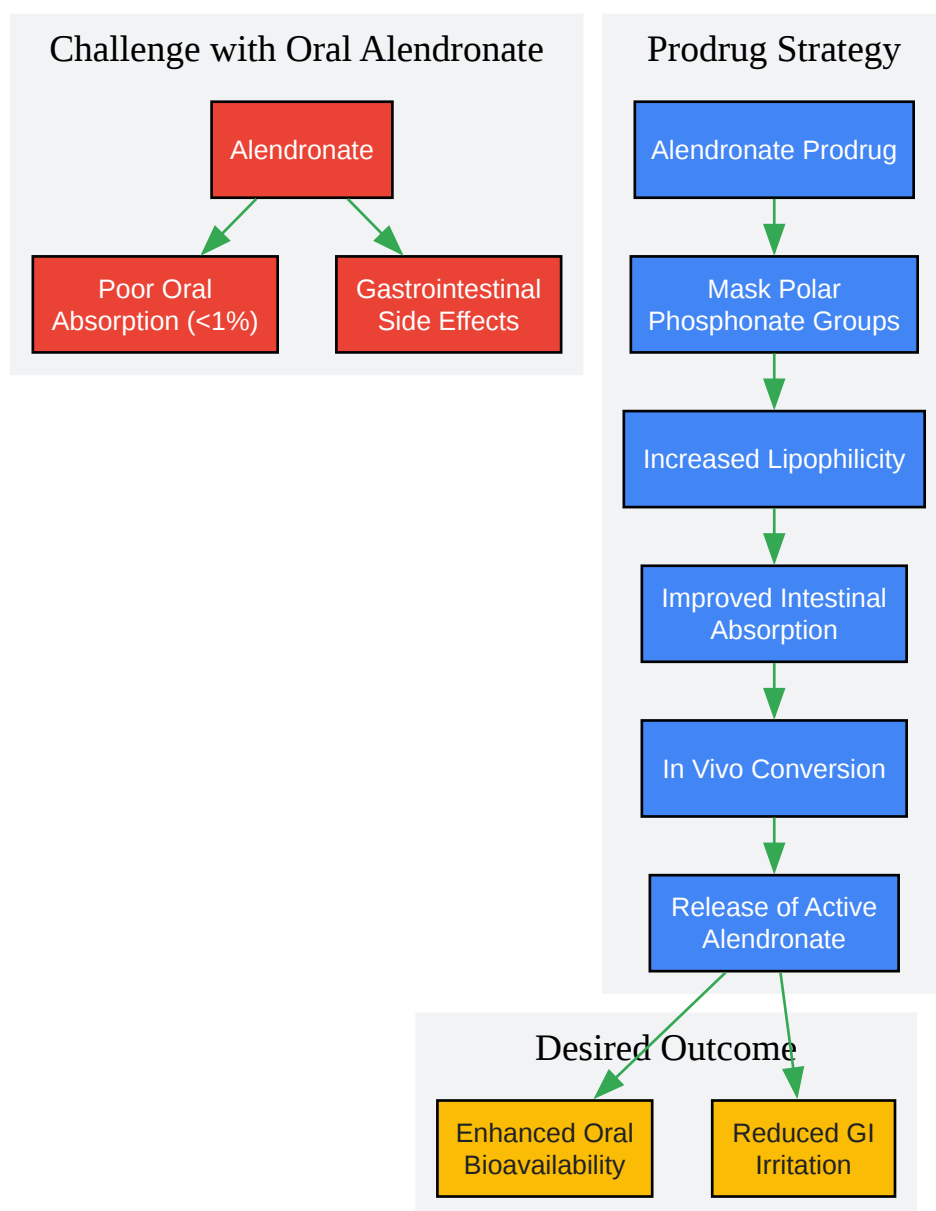 Challenge with Oral Alendronate
Alendronate
Poor Oral
Absorption (<1%)
Gastrointestinal
Side Effects
Prodrug Strategy
Alendronate Prodrug
Mask Polar
Phosphonate Groups
Increased Lipophilicity
Improved Intestinal
Absorption
In Vivo Conversion
Release of Active
Alendronate
Desired Outcome
Enhanced Oral
Bioavailability
Reduced GI
Irritation